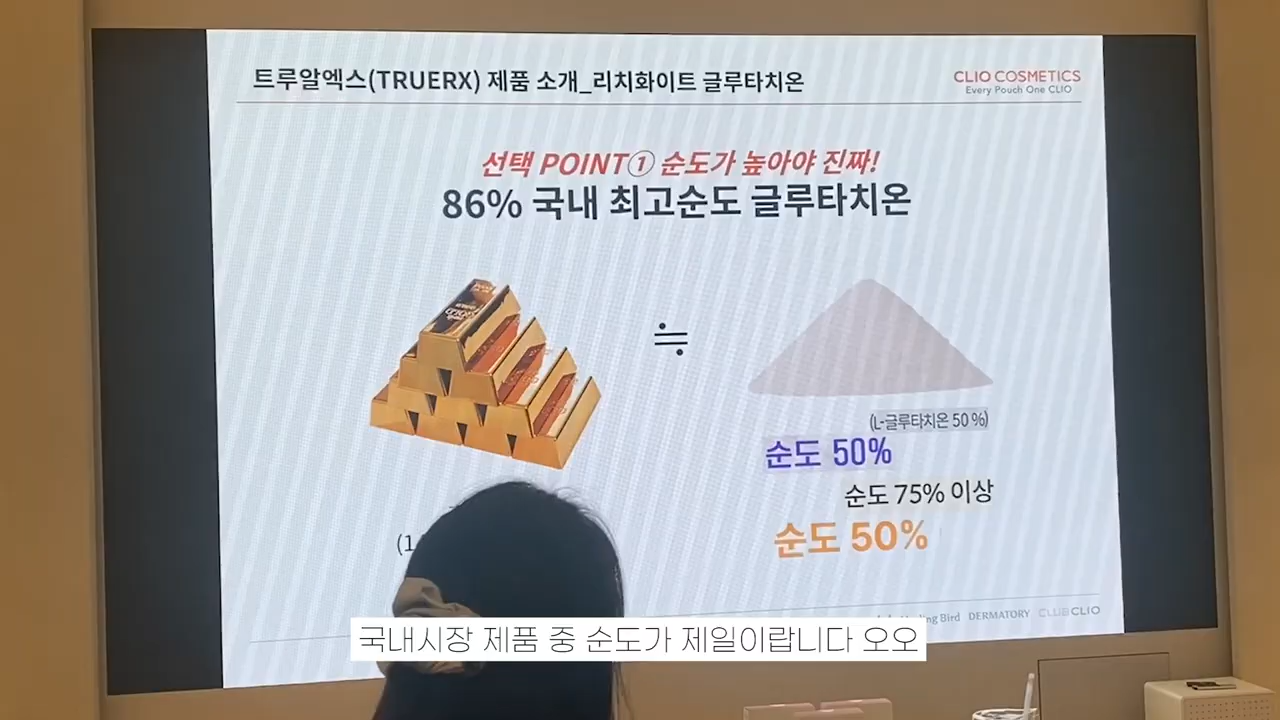 트루알엑스(TRUERX) 제품 소개_리치화이트 글루타치온
CLIO COSMETICS
Every Pouch One CLIO
선택 POINT① 순도가 높아야 진짜!
86% 국내 최고순도 글루타치온
≒
(L-글루타치온 50 %)
순도 50%
순도 75% 이상
순도 50%
Bird DERMATORY CLUBCLIO
국내시장 제품 중 순도가 제일이랍니다 오오